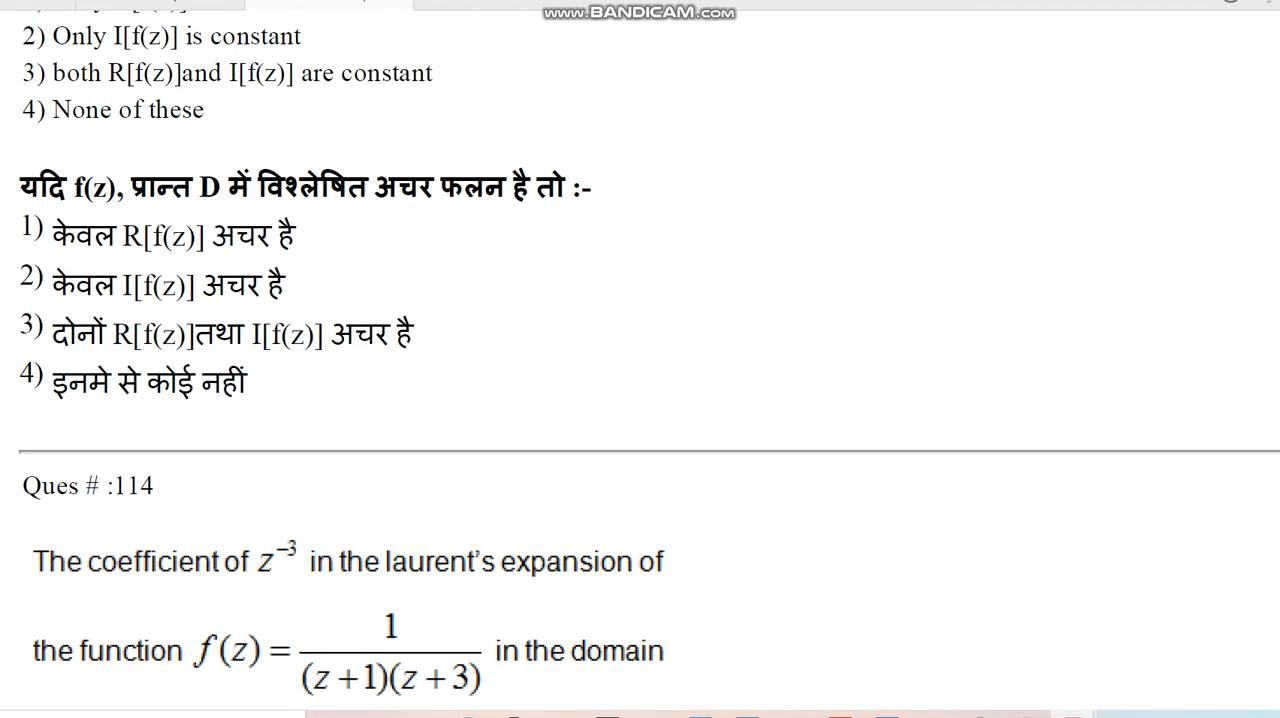 www.BANDICAM.com
2) Only I[f(z)] is constant
3) both R[f(z)]and I[f(z)] are constant
4) None of these
यदि f(z), प्रान्त D में विश्लेषित अचर फलन है तो :-
1) केवल R[f(z)] अचर है
2) केवल I[f(z)] अचर है
3) दोनों R[f(z)]तथा I[f(z)] अचर है
4) इनमे से कोई नहीं
Ques # :114
The coefficient of z⁻³ in the laurent's expansion of
the function f(z) = 1/((z+1)(z+3)) in the domain